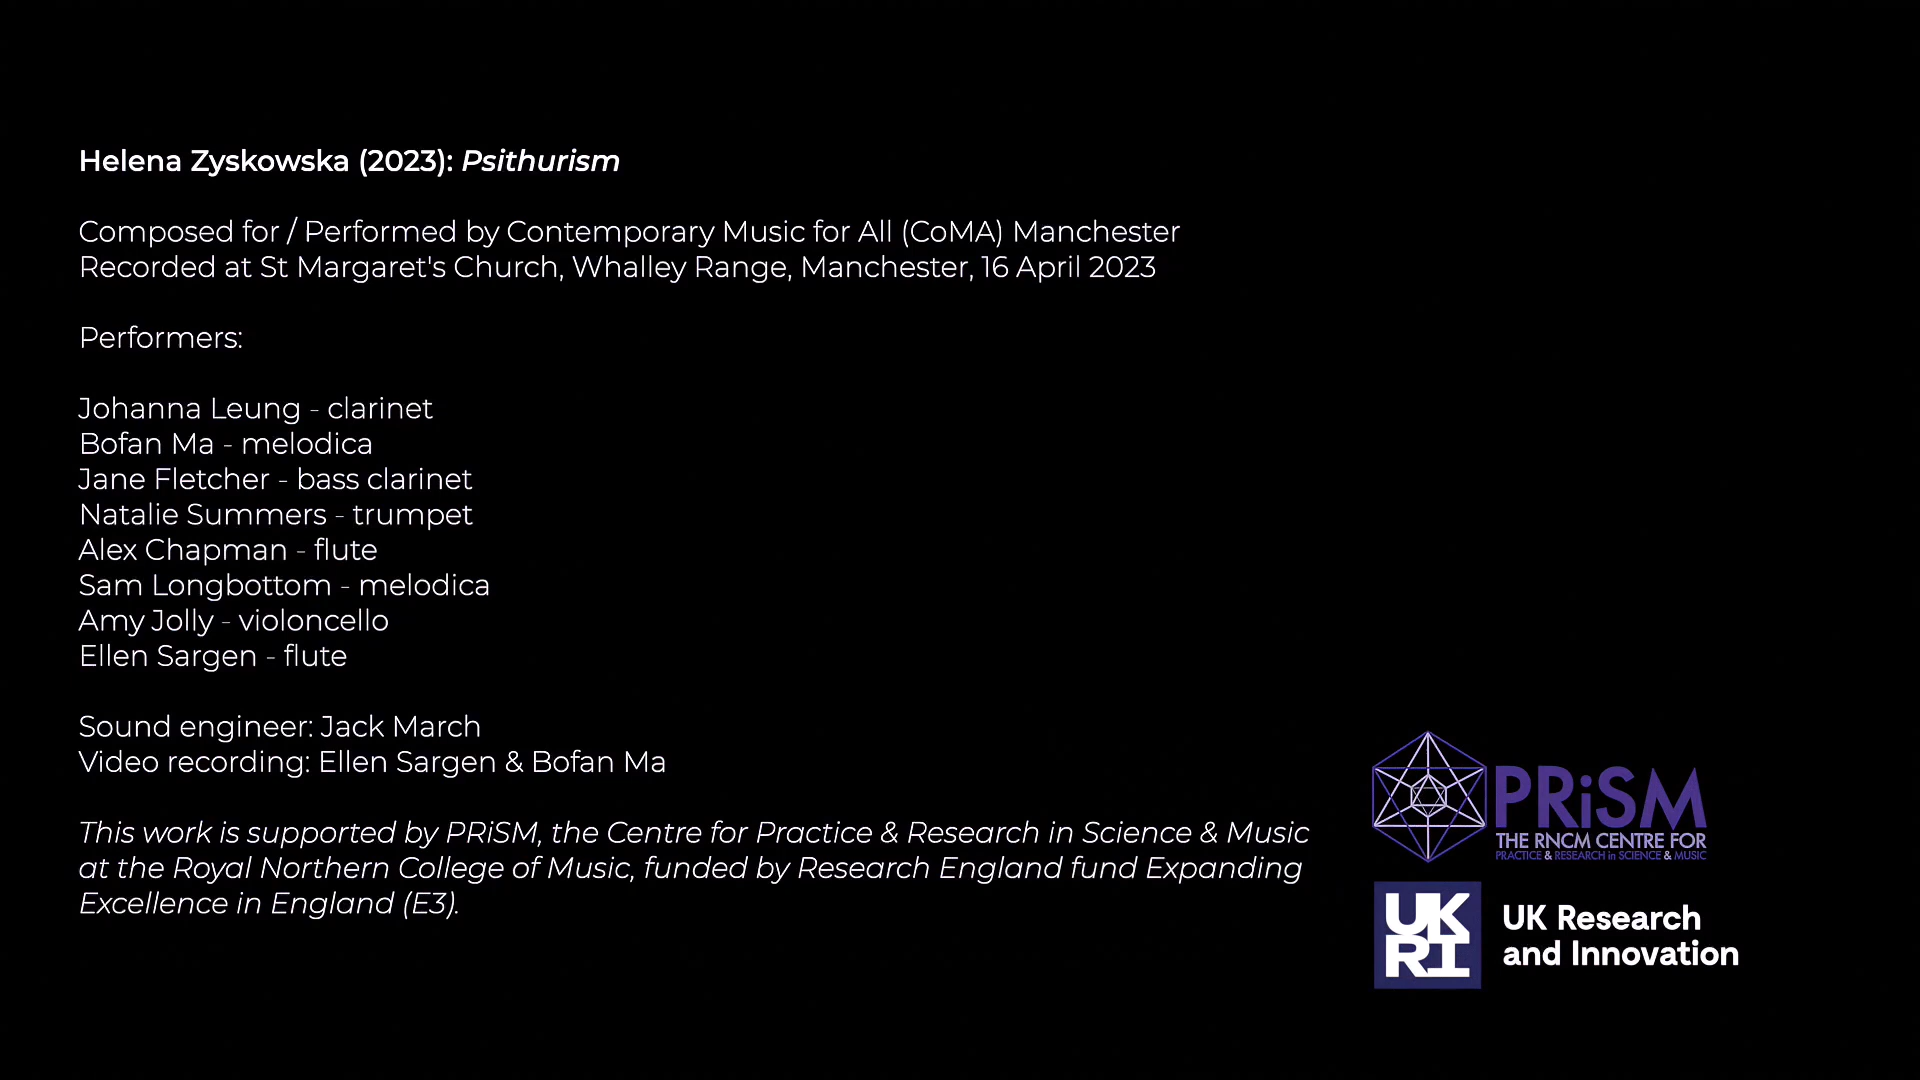 Helena Zyskowska (2023): Psithurism
Composed for / Performed by Contemporary Music for All (CoMA) Manchester
Recorded at St Margaret's Church, Whalley Range, Manchester, 16 April 2023
Performers:
Johanna Leung - clarinet
Bofan Ma - melodica
Jane Fletcher - bass clarinet
Natalie Summers - trumpet
Alex Chapman - flute
Sam Longbottom - melodica
Amy Jolly - violoncello
Ellen Sargen - flute
Sound engineer: Jack March
Video recording: Ellen Sargen & Bofan Ma
This work is supported by PRiSM, the Centre for Practice & Research in Science & Music
at the Royal Northern College of Music, funded by Research England fund Expanding
Excellence in England (E3).
PRiSM
THE RNCM CENTRE FOR
PRACTICE & RESEARCH in SCIENCE & MUSIC
UK
RI
UK Research
and Innovation